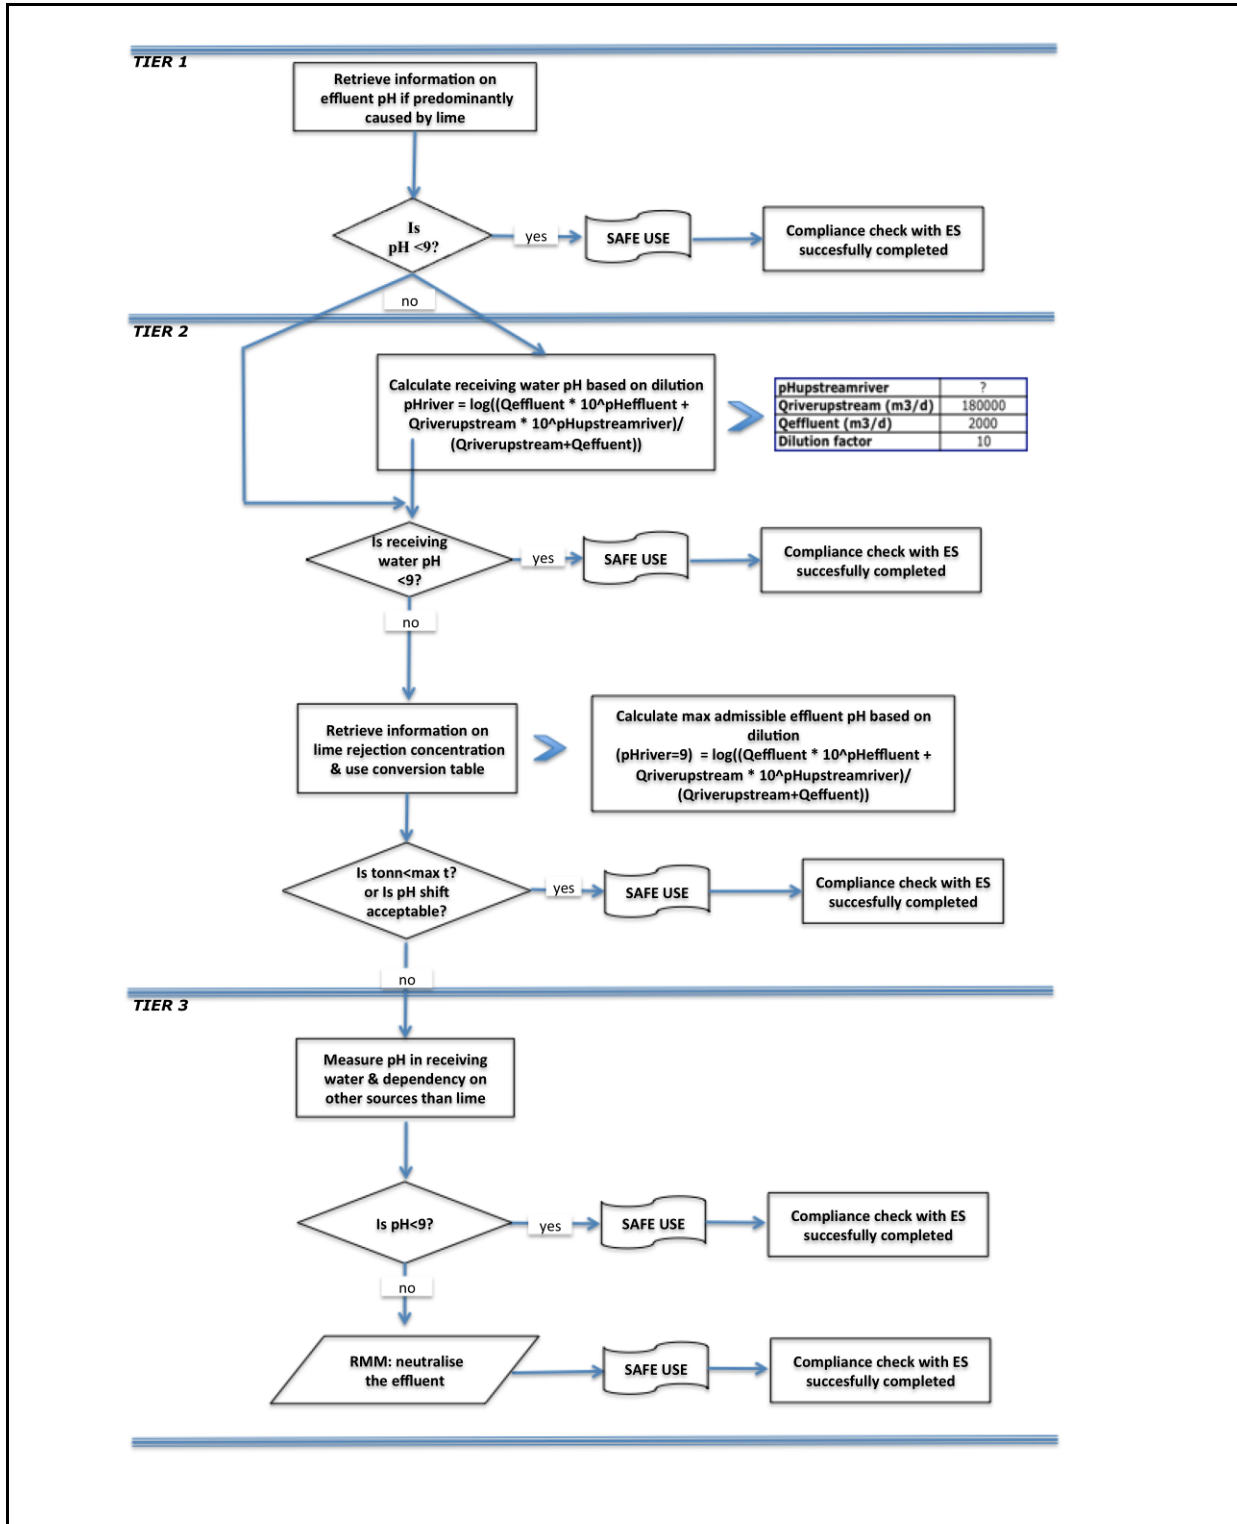 TIER 1
Retrieve information on
effluent pH if predominantly
caused by lime
Is
pH <9?
yes
SAFE USE
Compliance check with ES
succesfully completed
no
TIER 2
Calculate receiving water pH based on dilution
pHriver = log((Qeffluent * 10^pHeffluent +
Qriverupstream * 10^pHupstreamriver)/
(Qriverupstream+Qeffuent))
pHupstreamriver ?
Qriverupstream (m3/d) 180000
Qeffluent (m3/d) 2000
Dilution factor 10
Is receiving
water pH
<9?
yes
SAFE USE
Compliance check with ES
succesfully completed
no
Retrieve information on
lime rejection concentration
& use conversion table
Calculate max admissible effluent pH based on
dilution
(pHriver=9) = log((Qeffluent * 10^pHeffluent +
Qriverupstream * 10^pHupstreamriver)/
(Qriverupstream+Qeffuent))
Is tonn<max t?
or Is pH shift
acceptable?
yes
SAFE USE
Compliance check with ES
succesfully completed
no
TIER 3
Measure pH in receiving
water & dependency on
other sources than lime
Is pH<9?
yes
SAFE USE
Compliance check with ES
succesfully completed
no
RMM: neutralise
the effluent
SAFE USE
Compliance check with ES
succesfully completed